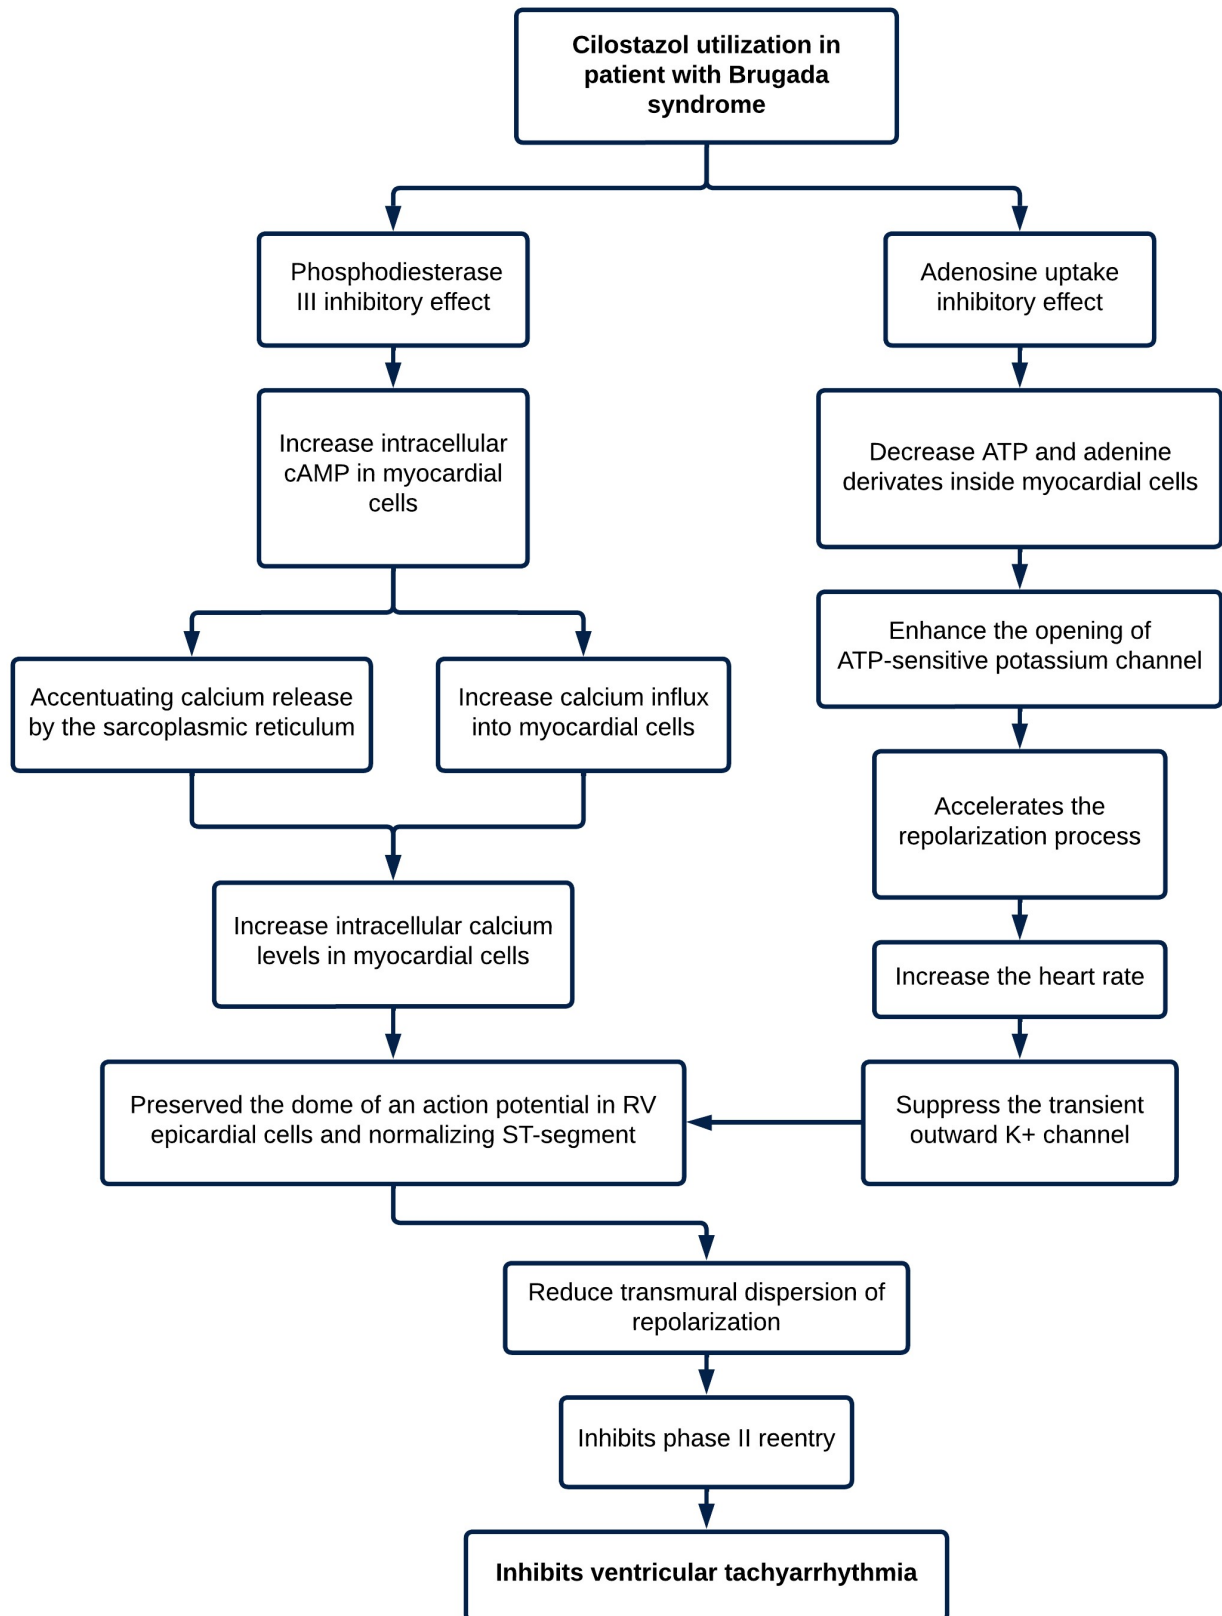 Cilostazol utilization in
patient with Brugada
syndrome
Phosphodiesterase
III inhibitory effect
Adenosine uptake
inhibitory effect
Increase intracellular
cAMP in myocardial
cells
Decrease ATP and adenine
derivates inside myocardial cells
Enhance the opening of
ATP-sensitive potassium channel
Accentuating calcium release
by the sarcoplasmic reticulum
Increase calcium influx
into myocardial cells
Accelerates the
repolarization process
Increase intracellular calcium
levels in myocardial cells
Increase the heart rate
Preserved the dome of an action potential in RV
epicardial cells and normalizing ST-segment
Suppress the transient
outward K+ channel
Reduce transmural dispersion of
repolarization
Inhibits phase II reentry
Inhibits ventricular tachyarrhythmia